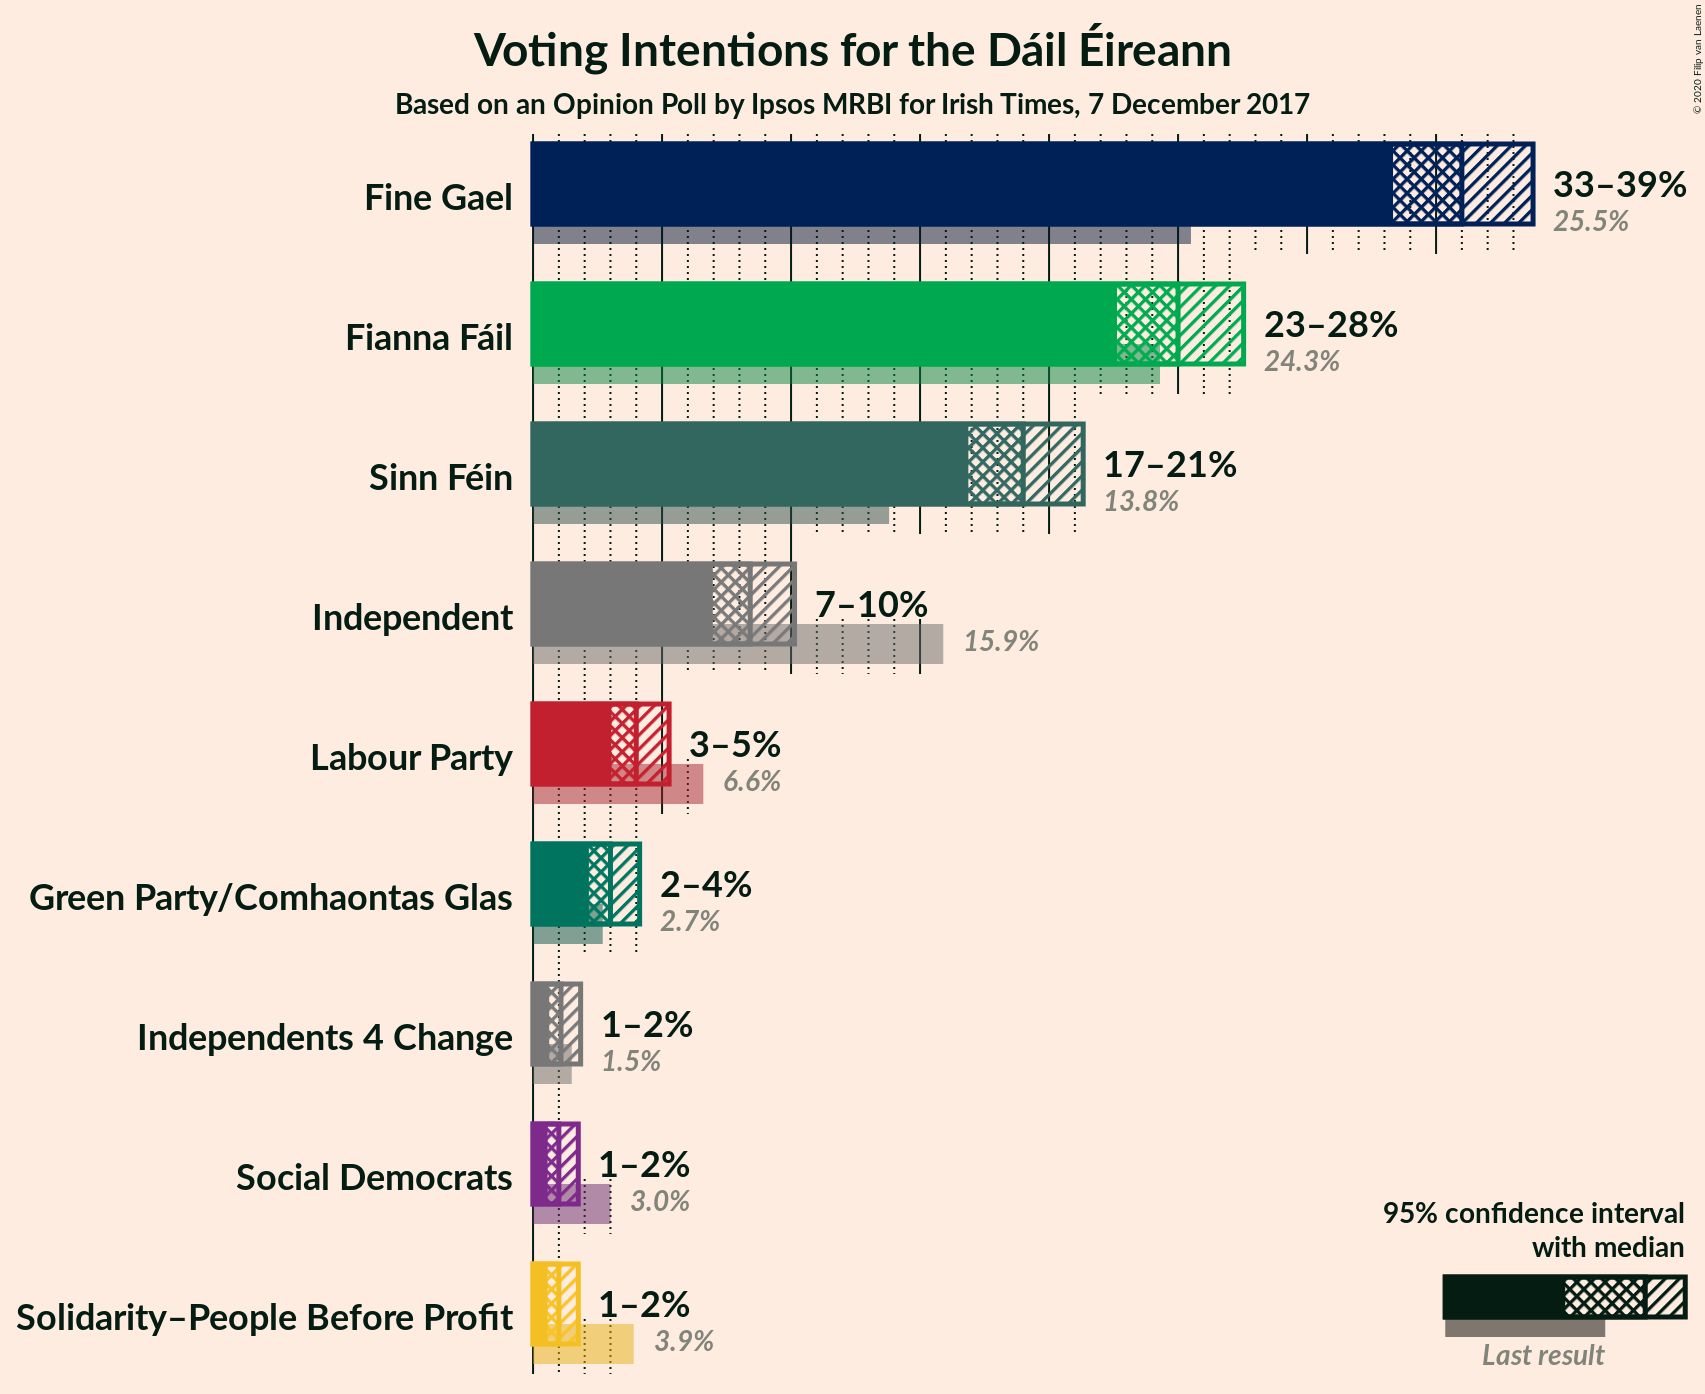 Voting Intentions for the Dáil Éireann
Based on an Opinion Poll by Ipsos MRBI for Irish Times, 7 December 2017
© 2020 Filip van Laenen
Fine Gael
33–39%
25.5%
Fianna Fáil
23–28%
24.3%
Sinn Féin
17–21%
13.8%
Independent
7–10%
15.9%
Labour Party
3–5%
6.6%
Green Party/Comhaontas Glas
2–4%
2.7%
Independents 4 Change
1–2%
1.5%
Social Democrats
1–2%
3.0%
Solidarity–People Before Profit
1–2%
3.9%
95% confidence interval
with median
Last result